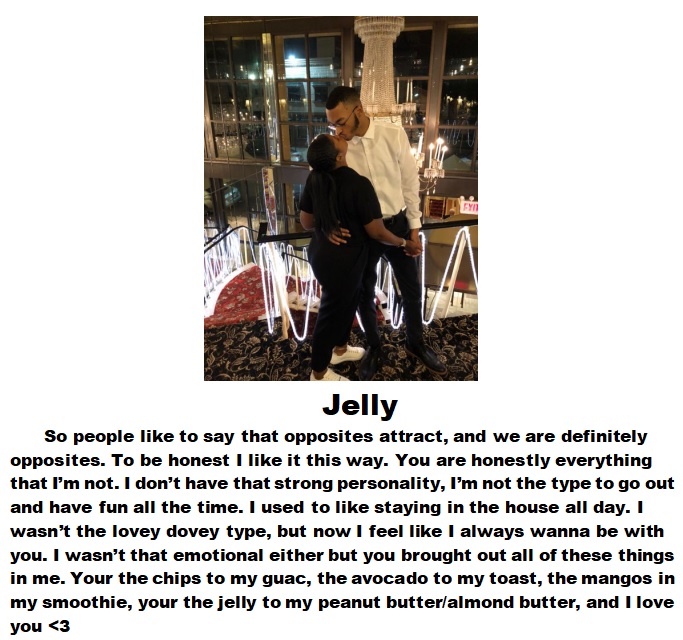 Jelly
So people like to say that opposites attract, and we are definitely
opposites. To be honest I like it this way. You are honestly everything
that I’m not. I don’t have that strong personality, I’m not the type to go out
and have fun all the time. I used to like staying in the house all day. I
wasn’t the lovey dovey type, but now I feel like I always wanna be with
you. I wasn’t that emotional either but you brought out all of these things
in me. Your the chips to my guac, the avocado to my toast, the mangos in
my smoothie, your the jelly to my peanut butter/almond butter, and I love
you <3